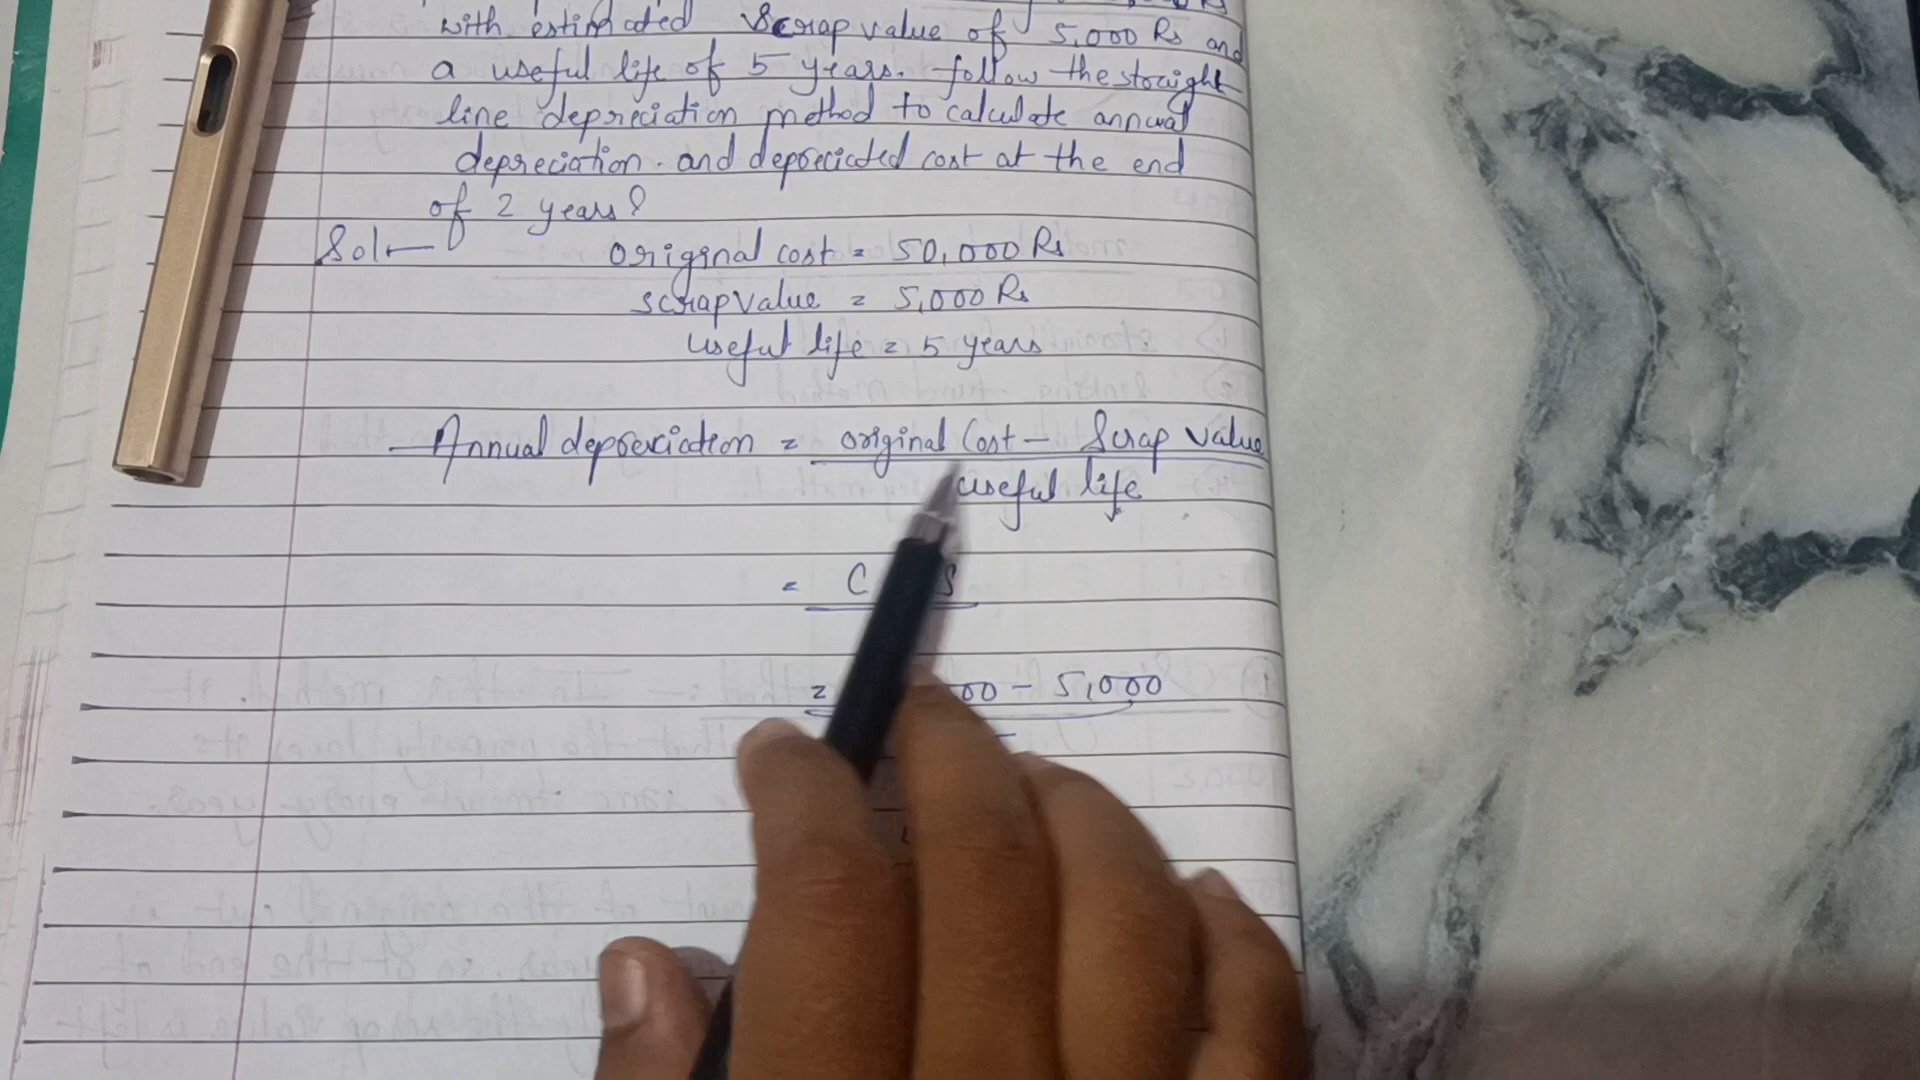 with estimated Scrap value of 5,000 Rs and
a useful life of 5 years. follow the straight
line depreciation method to calculate annual
depreciation. and depreciated cost at the end
of 2 years?
Sol:-
original cost = 50,000 Rs
scrap value = 5,000 Rs
useful life = 5 years
Annual depreciation = original Cost - Scrap value
useful life
= C S
= 00 - 5,000